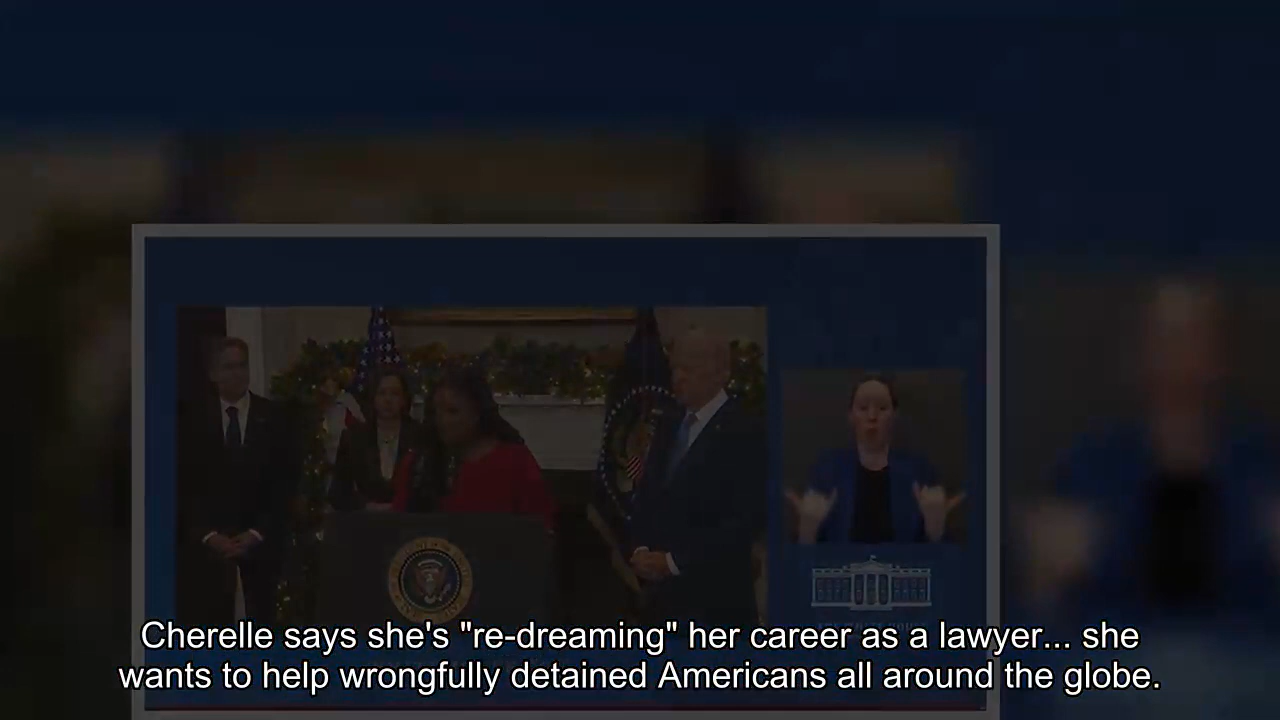 Cherelle says she's "re-dreaming" her career as a lawyer... she
wants to help wrongfully detained Americans all around the globe.